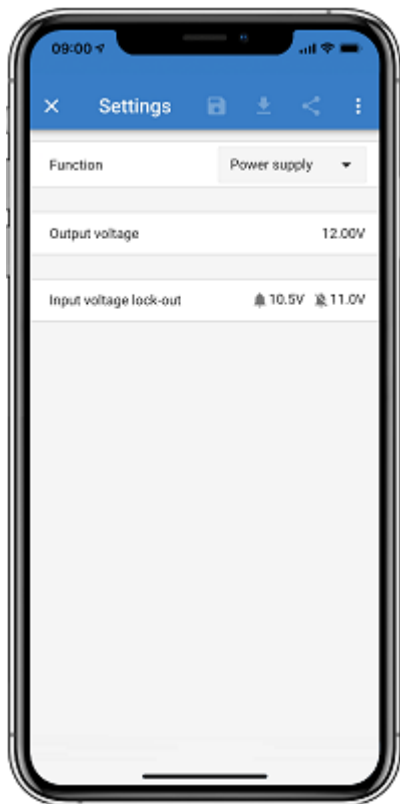 09:00
Settings
Function Power supply
Output voltage 12.00V
Input voltage lock-out 10.5V 11.0V